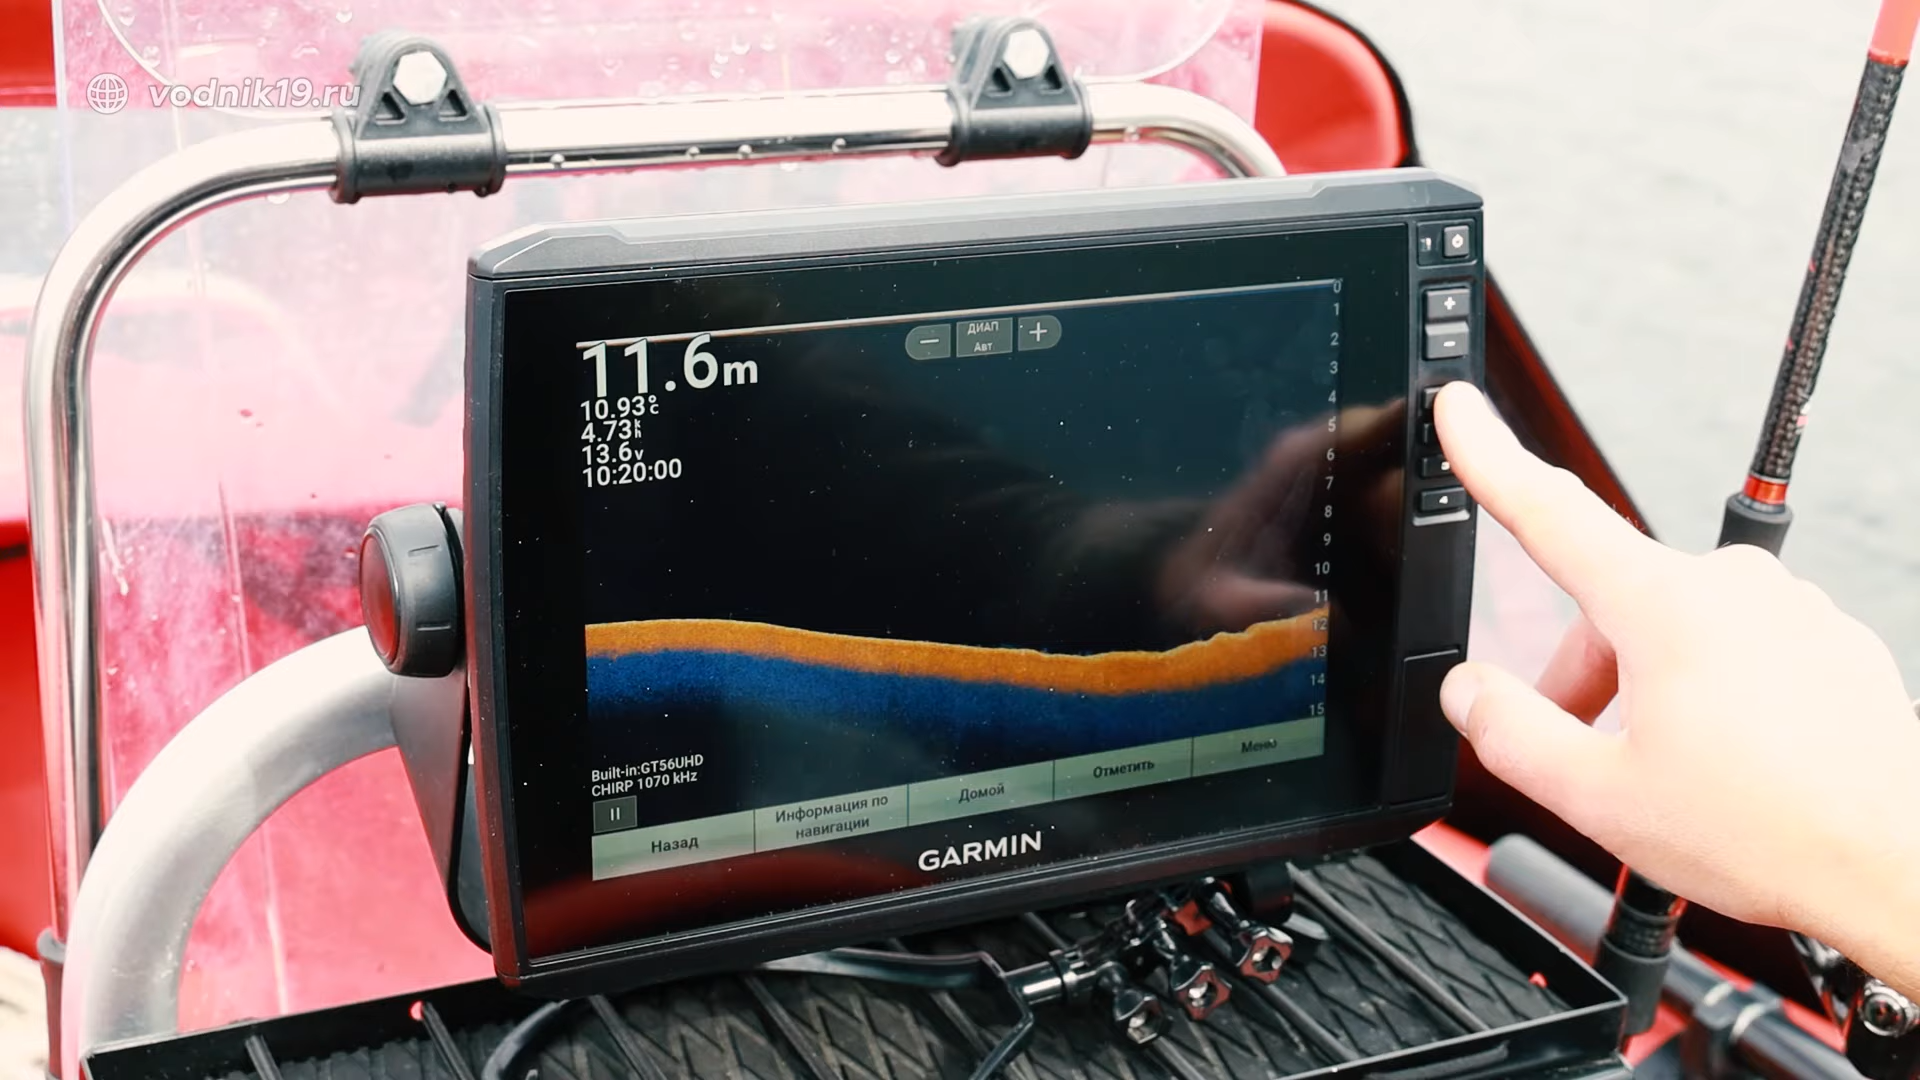 vodnik19.ru
11.6m
10.93°C
4.73kh
13.6v
10:20:00
ДИАП
Авт
0
1
2
3
4
5
6
7
8
9
10
11
12
13
14
15
Built-in:GT56UHD
CHIRP 1070 kHz
Назад
Информация по
навигации
Домой
Отметить
Меню
GARMIN
3
4